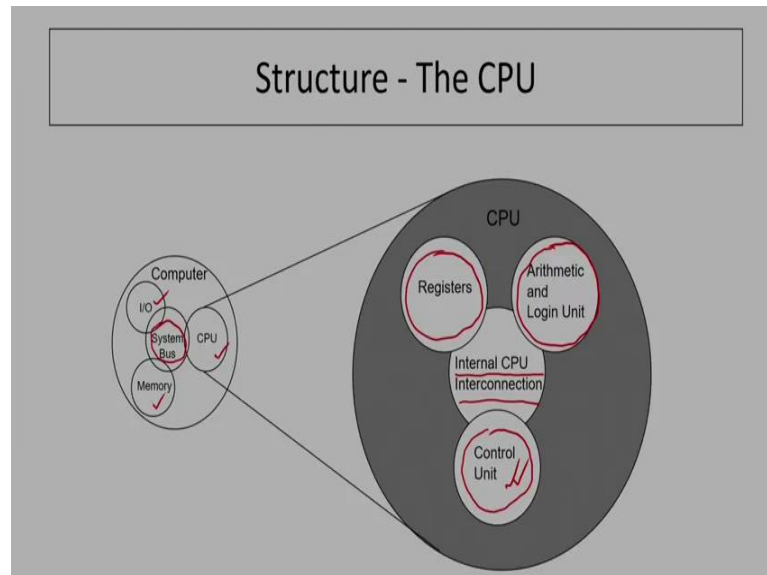 Structure - The CPU
Computer
I/O
System
Bus
CPU
Memory
CPU
Registers
Arithmetic
and
Login Unit
Internal CPU
Interconnection
Control
Unit